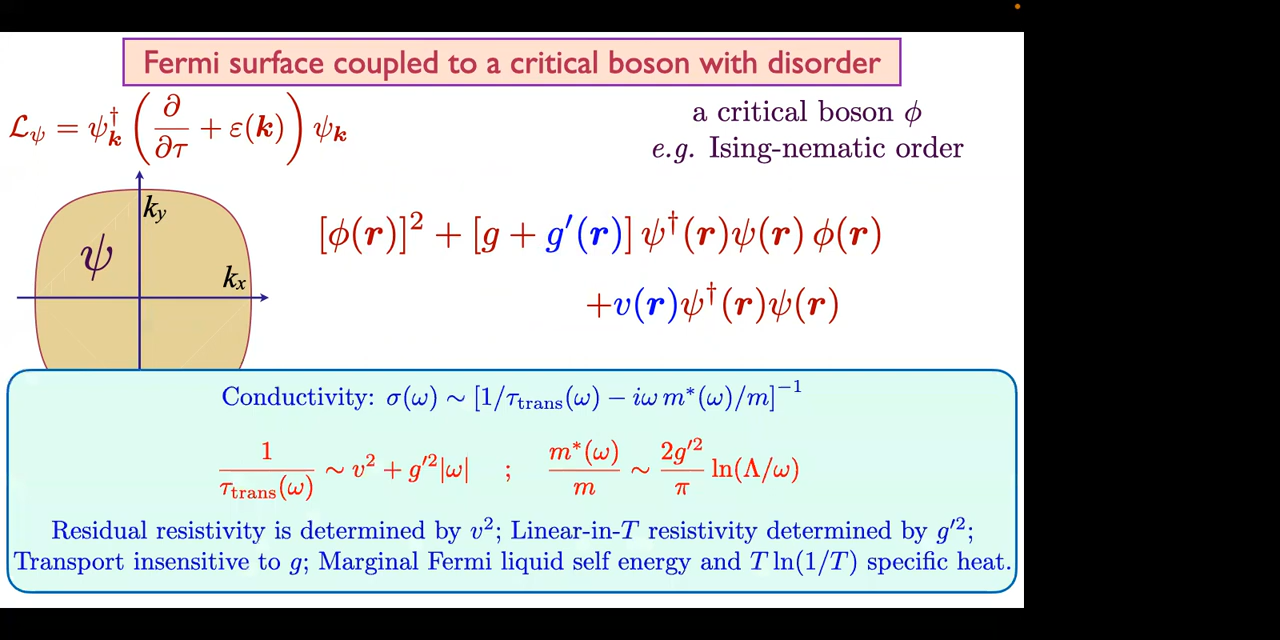 Fermi surface coupled to a critical boson with disorder
ℒ_ψ = ψ†_𝒌 (∂/∂τ + ε(𝒌)) ψ_𝒌
a critical boson ϕ
e.g. Ising-nematic order
k_y
ψ
k_x
[ϕ(𝒓)]² + [g + g′(𝒓)] ψ†(𝒓)ψ(𝒓) ϕ(𝒓)
+v(𝒓)ψ†(𝒓)ψ(𝒓)
Conductivity: σ(ω) ∼ [1/τ_trans(ω) − iω m*(ω)/m]⁻¹
1/τ_trans(ω) ∼ v² + g′²|ω| ; m*(ω)/m ∼ 2g′²/π ln(Λ/ω)
Residual resistivity is determined by v²; Linear-in-T resistivity determined by g′²;
Transport insensitive to g; Marginal Fermi liquid self energy and T ln(1/T) specific heat.